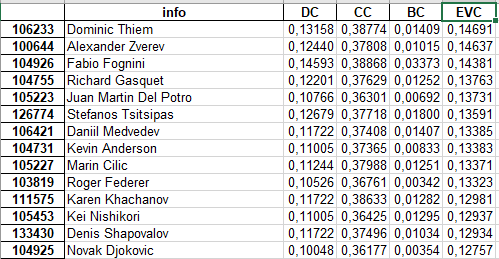 info DC CC BC EVC
106233 Dominic Thiem 0,13158 0,38774 0,01409 0,14691
100644 Alexander Zverev 0,12440 0,37808 0,01015 0,14637
104926 Fabio Fognini 0,14593 0,38868 0,03373 0,14381
104755 Richard Gasquet 0,12201 0,37629 0,01252 0,13763
105223 Juan Martin Del Potro 0,10766 0,36301 0,00692 0,13731
126774 Stefanos Tsitsipas 0,12679 0,37718 0,01800 0,13591
106421 Daniil Medvedev 0,11722 0,37408 0,01407 0,13385
104731 Kevin Anderson 0,11005 0,37365 0,00833 0,13383
105227 Marin Cilic 0,11244 0,37988 0,01251 0,13371
103819 Roger Federer 0,10526 0,36761 0,00342 0,13323
111575 Karen Khachanov 0,11722 0,38633 0,01282 0,12981
105453 Kei Nishikori 0,11005 0,36425 0,01295 0,12937
133430 Denis Shapovalov 0,11722 0,37496 0,01034 0,12934
104925 Novak Djokovic 0,10048 0,36177 0,00354 0,12757